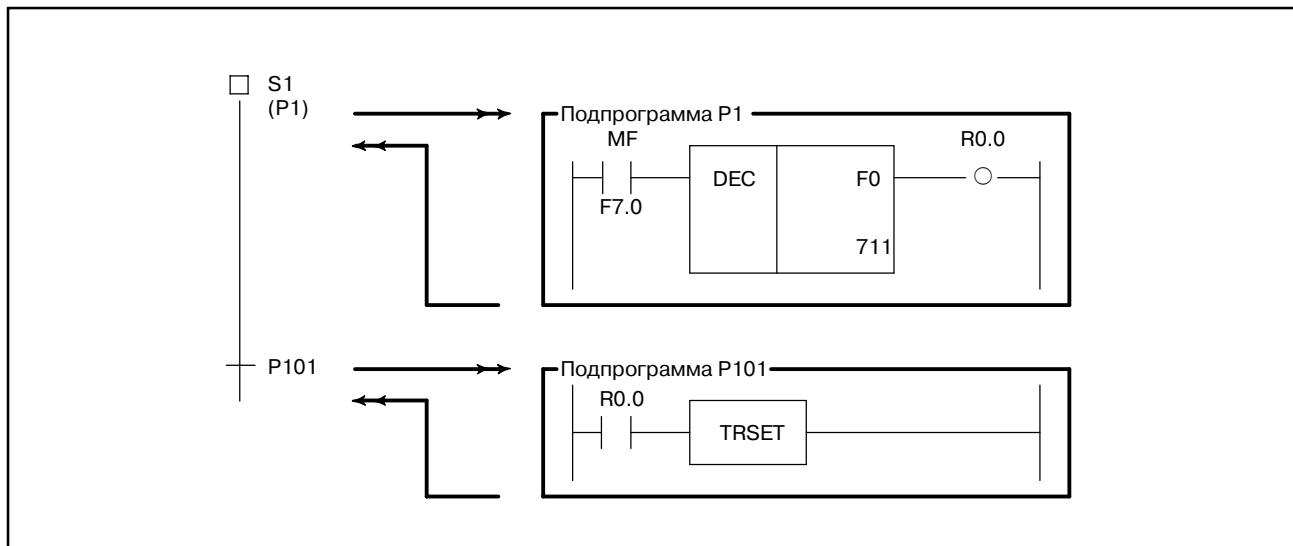 S1
(P1)
Подпрограмма P1
MF
R0.0
DEC
F0
F7.0
711
P101
Подпрограмма P101
R0.0
TRSET